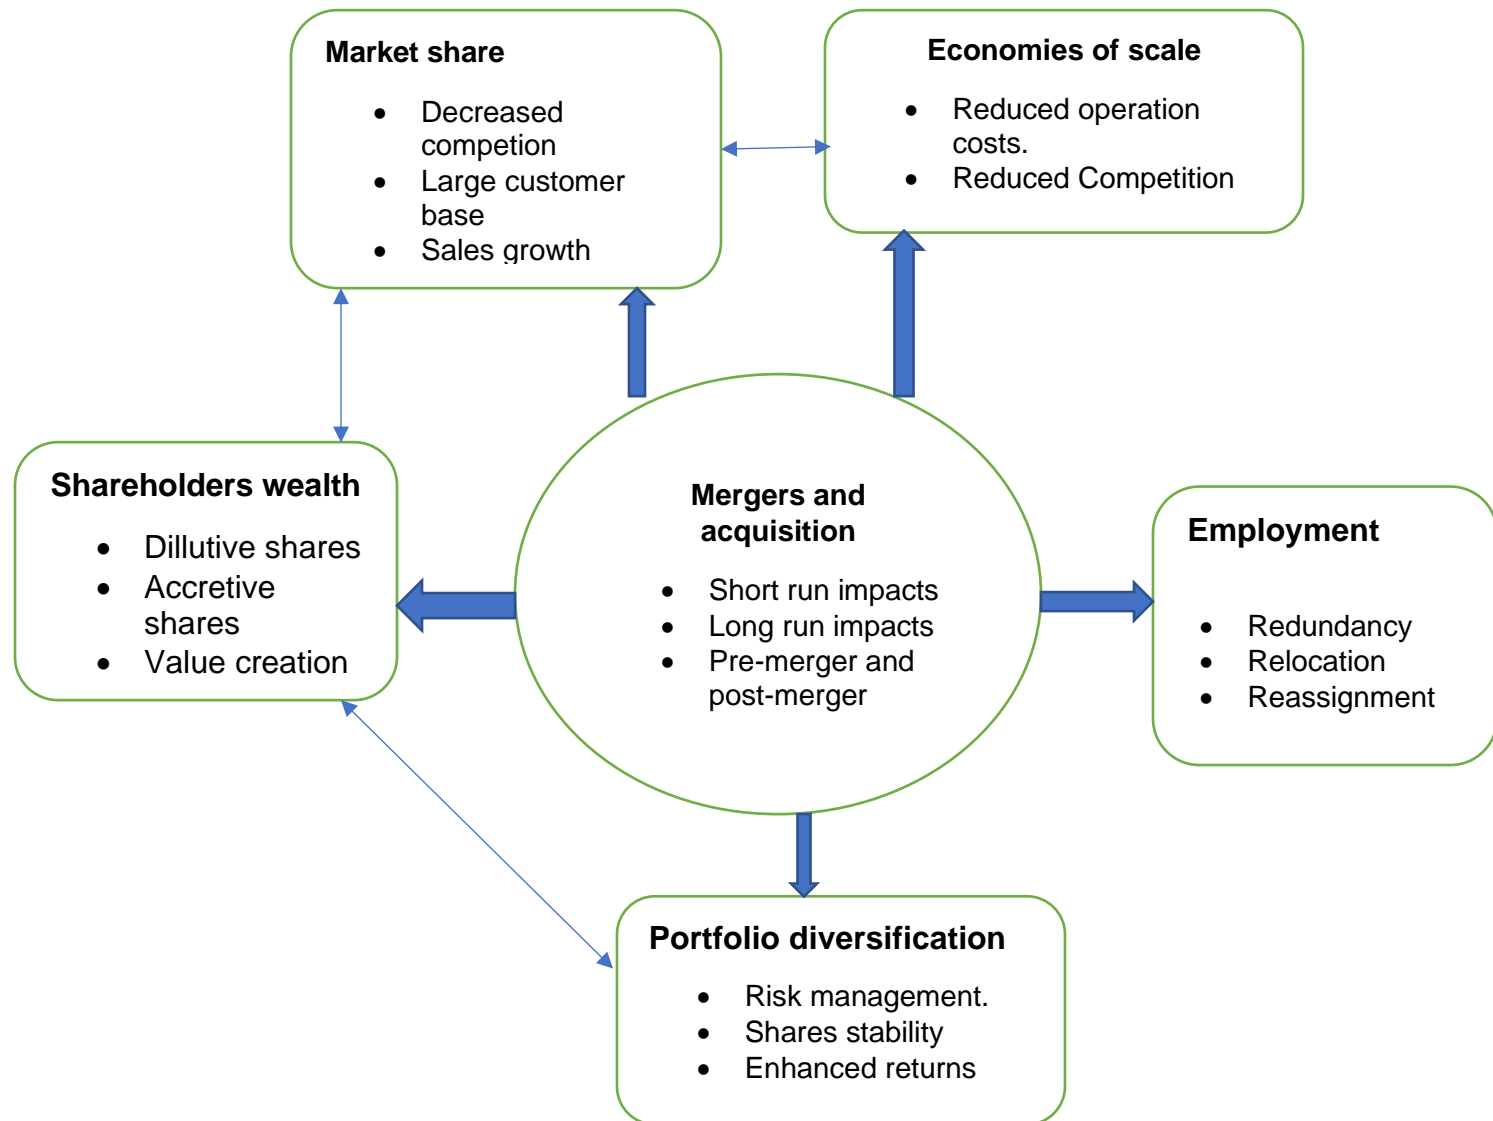 Market share
• Decreased
competion
• Large customer
base
• Sales growth
Economies of scale
• Reduced operation
costs.
• Reduced Competition
Shareholders wealth
• Dillutive shares
• Accretive
shares
• Value creation
Mergers and
acquisition
• Short run impacts
• Long run impacts
• Pre-merger and
post-merger
Employment
• Redundancy
• Relocation
• Reassignment
Portfolio diversification
• Risk management.
• Shares stability
• Enhanced returns